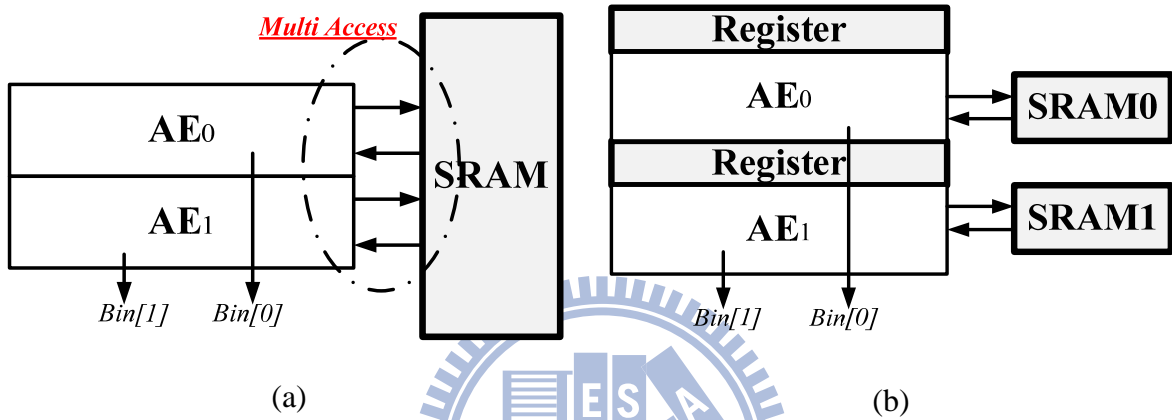 Multi Access
AE0
AE1
SRAM
Bin[1]
Bin[0]
(a)
Register
AE0
Register
AE1
SRAM0
SRAM1
Bin[1]
Bin[0]
(b)
E S A